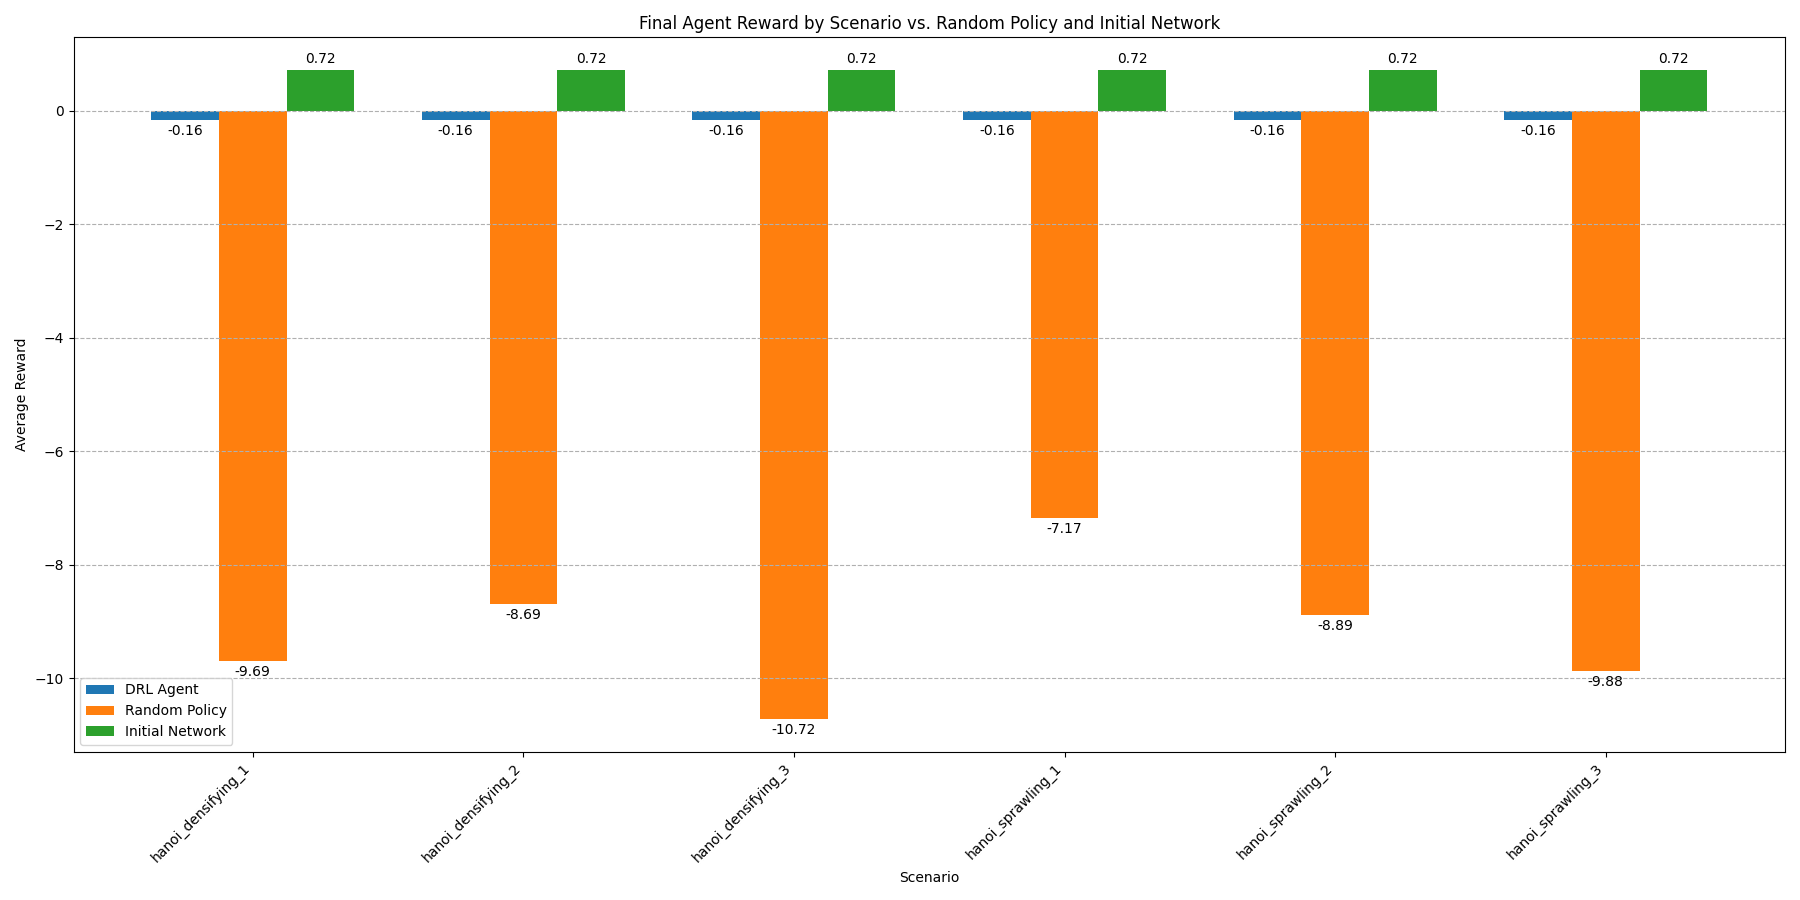 Final Agent Reward by Scenario vs. Random Policy and Initial Network
0.72 0.72 0.72 0.72 0.72 0.72
0
-0.16 -0.16 -0.16 -0.16 -0.16 -0.16
−2
−4
Average Reward
−6
-7.17
−8
-8.69
-8.89
-9.69
-9.88
−10
-10.72
DRL Agent
Random Policy
Initial Network
hanoi_densifying_1
hanoi_densifying_2
hanoi_densifying_3
hanoi_sprawling_1
hanoi_sprawling_2
hanoi_sprawling_3
Scenario